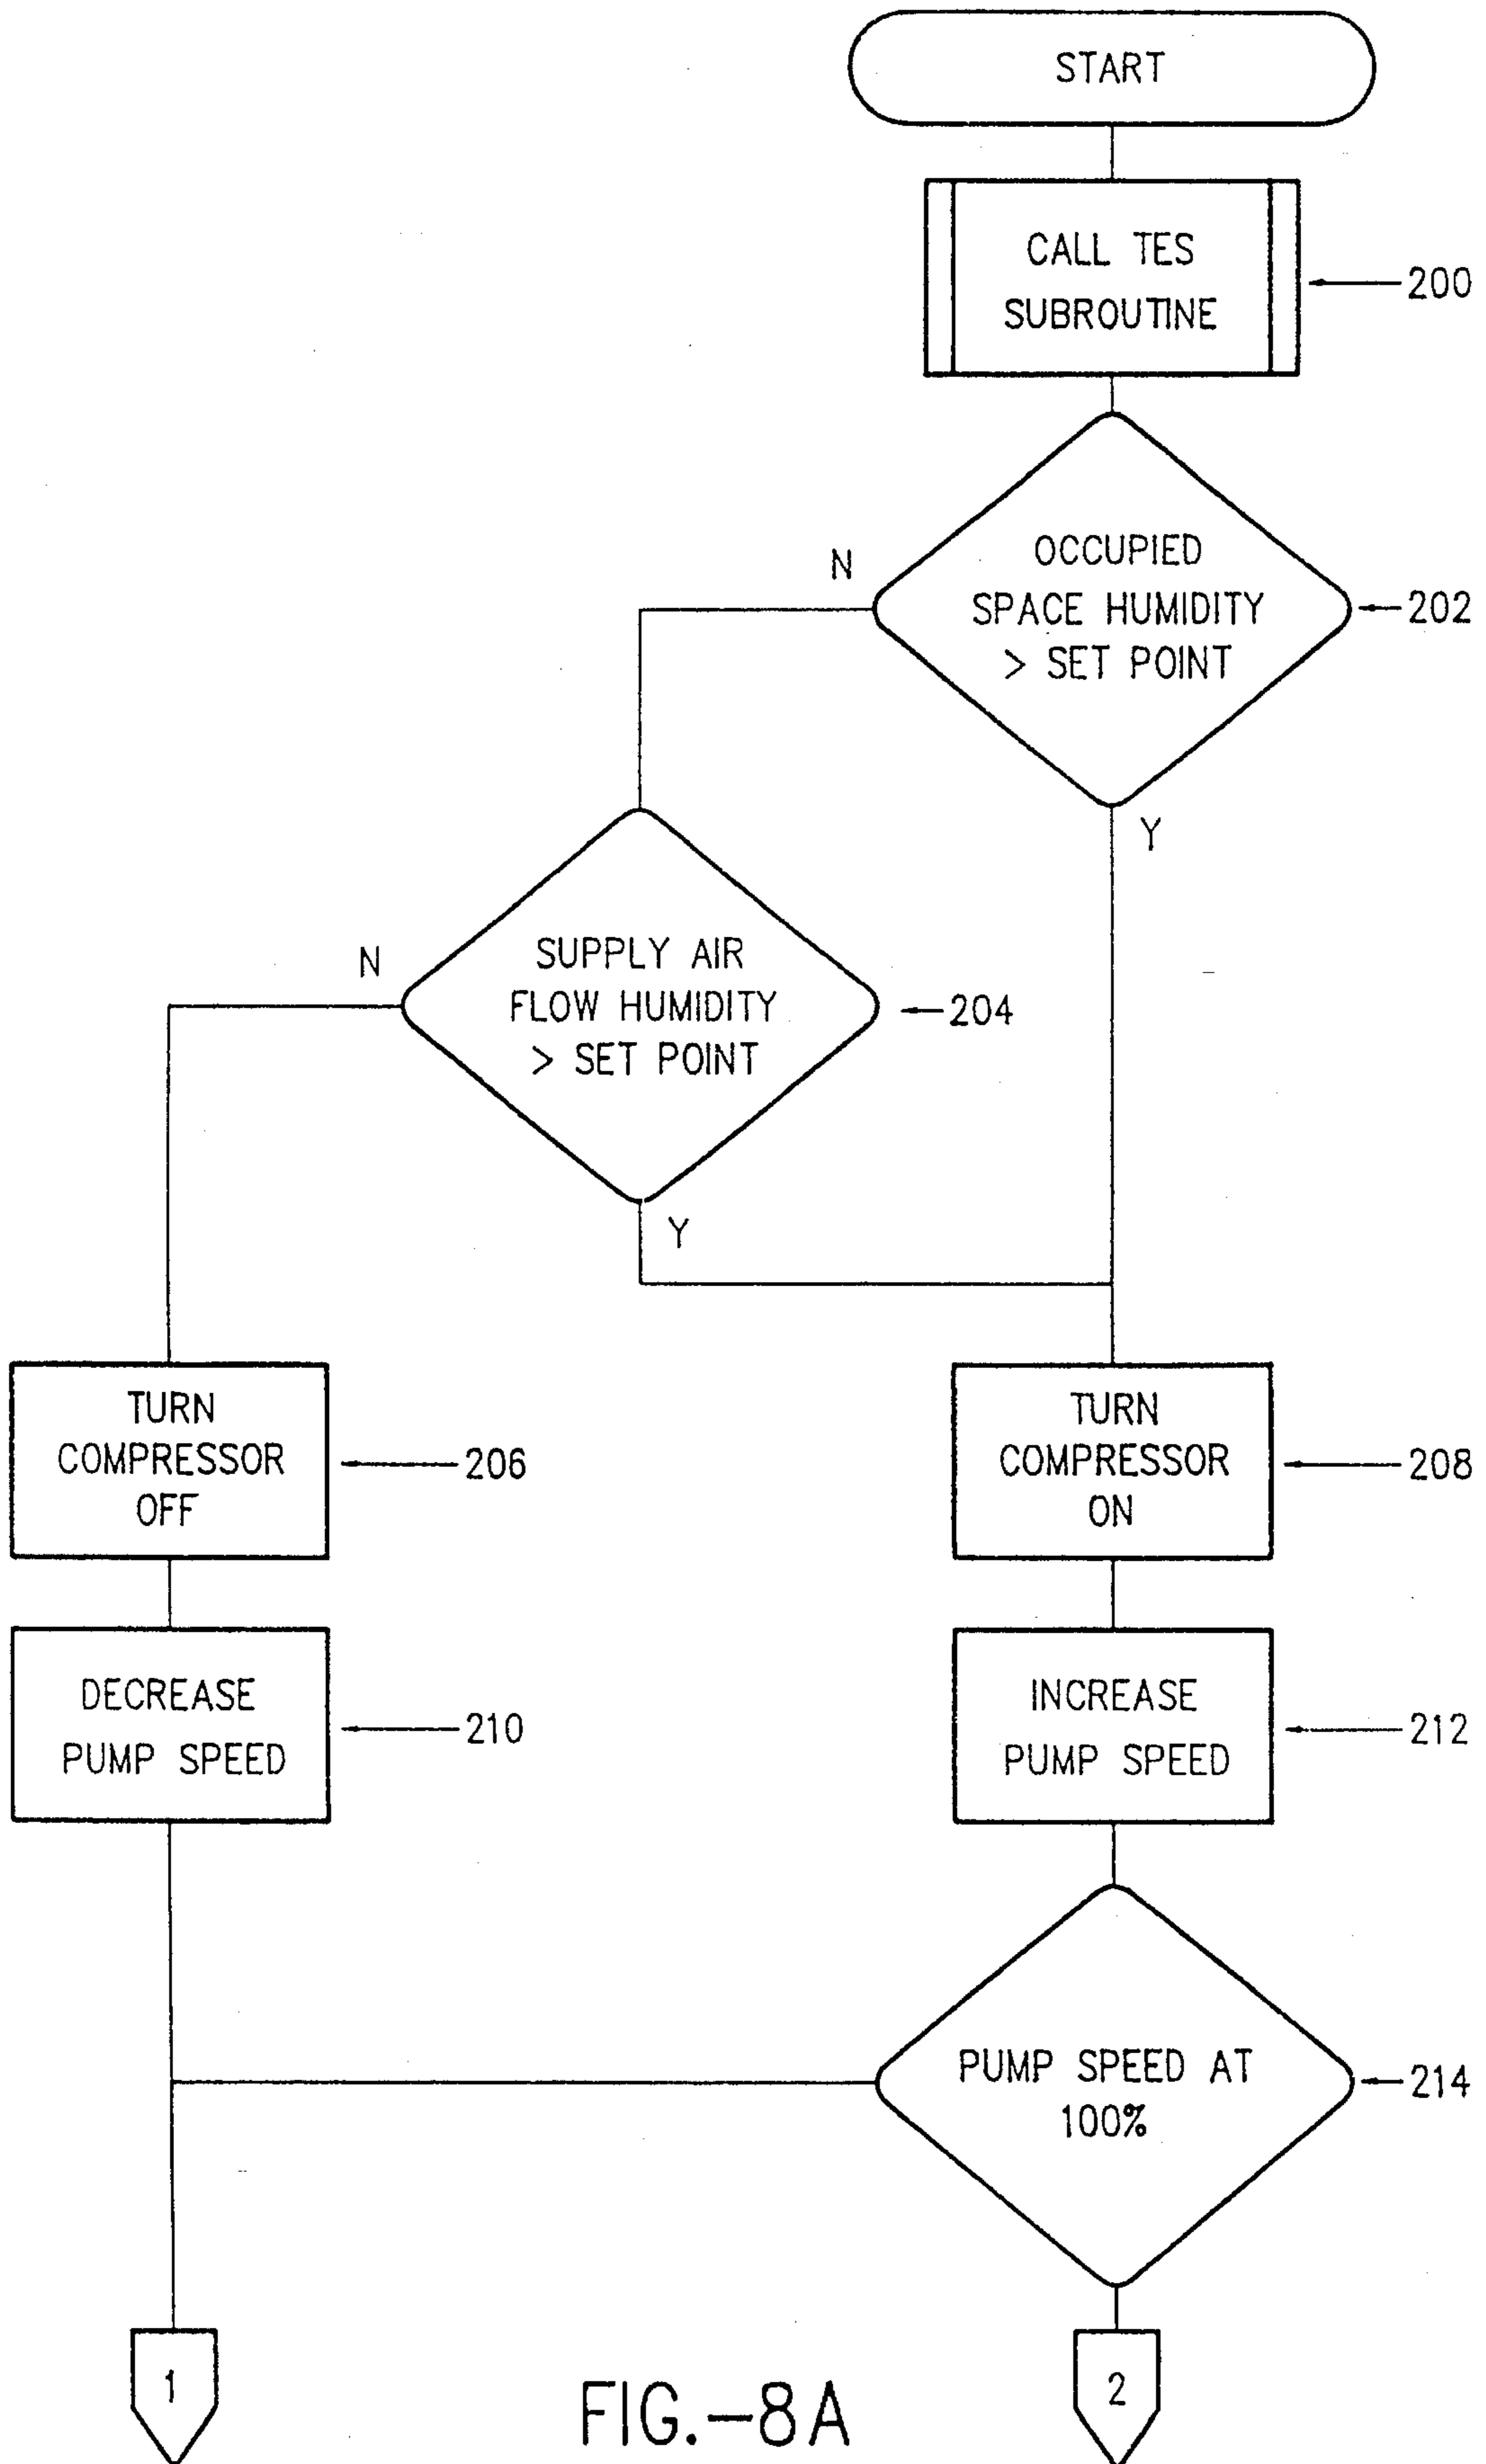 START
CALL TES
SUBROUTINE
200
OCCUPIED
SPACE HUMIDITY
> SET POINT
202
N
Y
SUPPLY AIR
FLOW HUMIDITY
> SET POINT
204
N
Y
TURN
COMPRESSOR
OFF
206
TURN
COMPRESSOR
ON
208
DECREASE
PUMP SPEED
210
INCREASE
PUMP SPEED
212
PUMP SPEED AT
100%
214
1
2
FIG.-8A